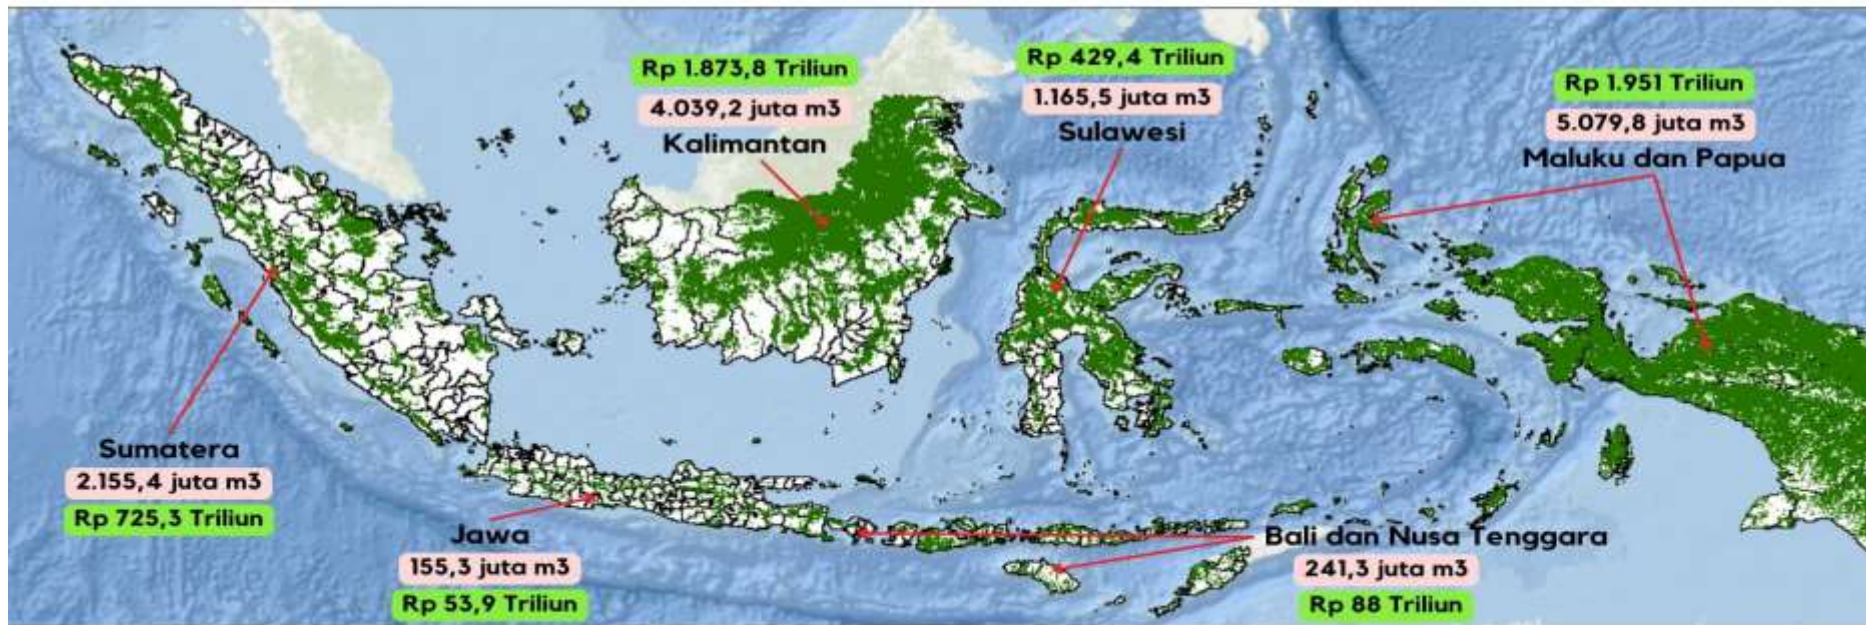 Rp 1.873,8 Triliun
4.039,2 juta m3
Kalimantan
Rp 429,4 Triliun
1.165,5 juta m3
Sulawesi
Rp 1.951 Triliun
5.079,8 juta m3
Maluku dan Papua
Sumatera
2.155,4 juta m3
Rp 725,3 Triliun
Jawa
155,3 juta m3
Rp 53,9 Triliun
Bali dan Nusa Tenggara
241,3 juta m3
Rp 88 Triliun